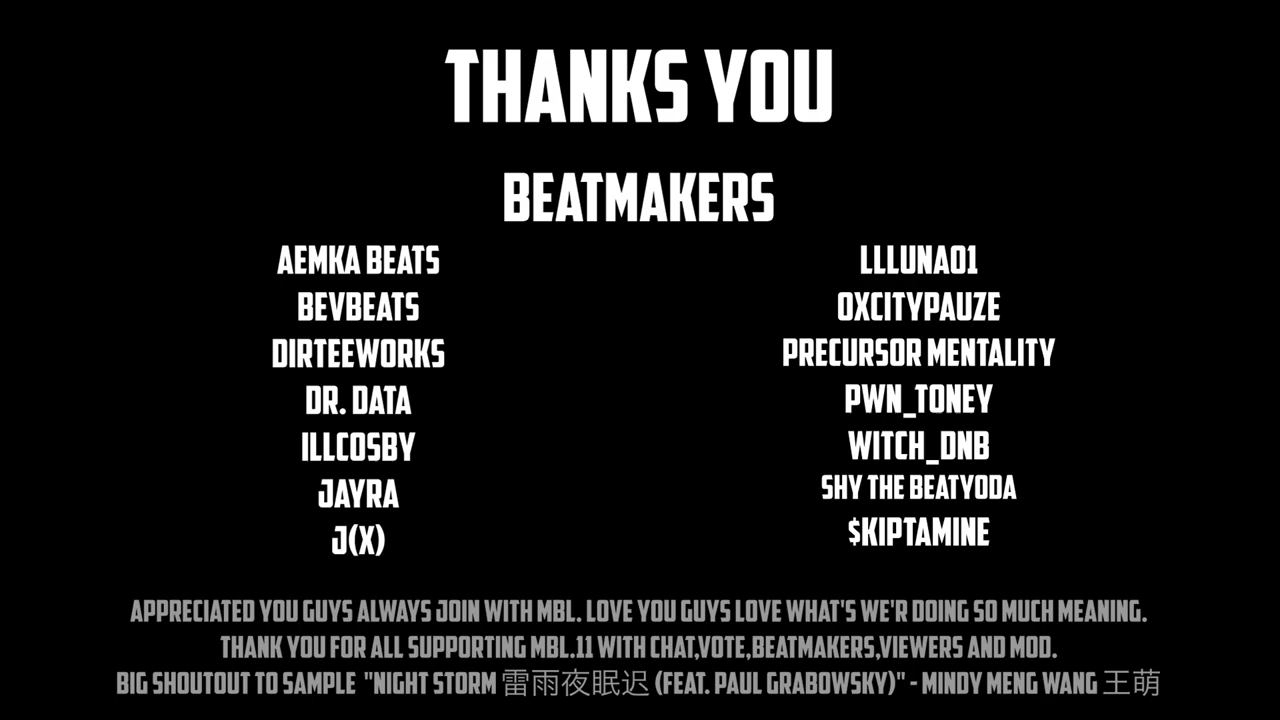 THANKS YOU
BEATMAKERS
AEMKA BEATS
BEVBEATS
DIRTEEWORKS
DR. DATA
ILLCOSBY
JAYRA
J(X)
LLLUNA01
OXCITYPAUZE
PRECURSOR MENTALITY
PWN_TONEY
WITCH_DNB
SHY THE BEATYODA
$KIPTAMINE
APPRECIATED YOU GUYS ALWAYS JOIN WITH MBL. LOVE YOU GUYS LOVE WHAT'S WE'R DOING SO MUCH MEANING.
THANK YOU FOR ALL SUPPORTING MBL.11 WITH CHAT,VOTE,BEATMAKERS,VIEWERS AND MOD.
BIG SHOUTOUT TO SAMPLE "NIGHT STORM 雷雨夜眠迟 (FEAT. PAUL GRABOWSKY)" - MINDY MENG WANG 王萌